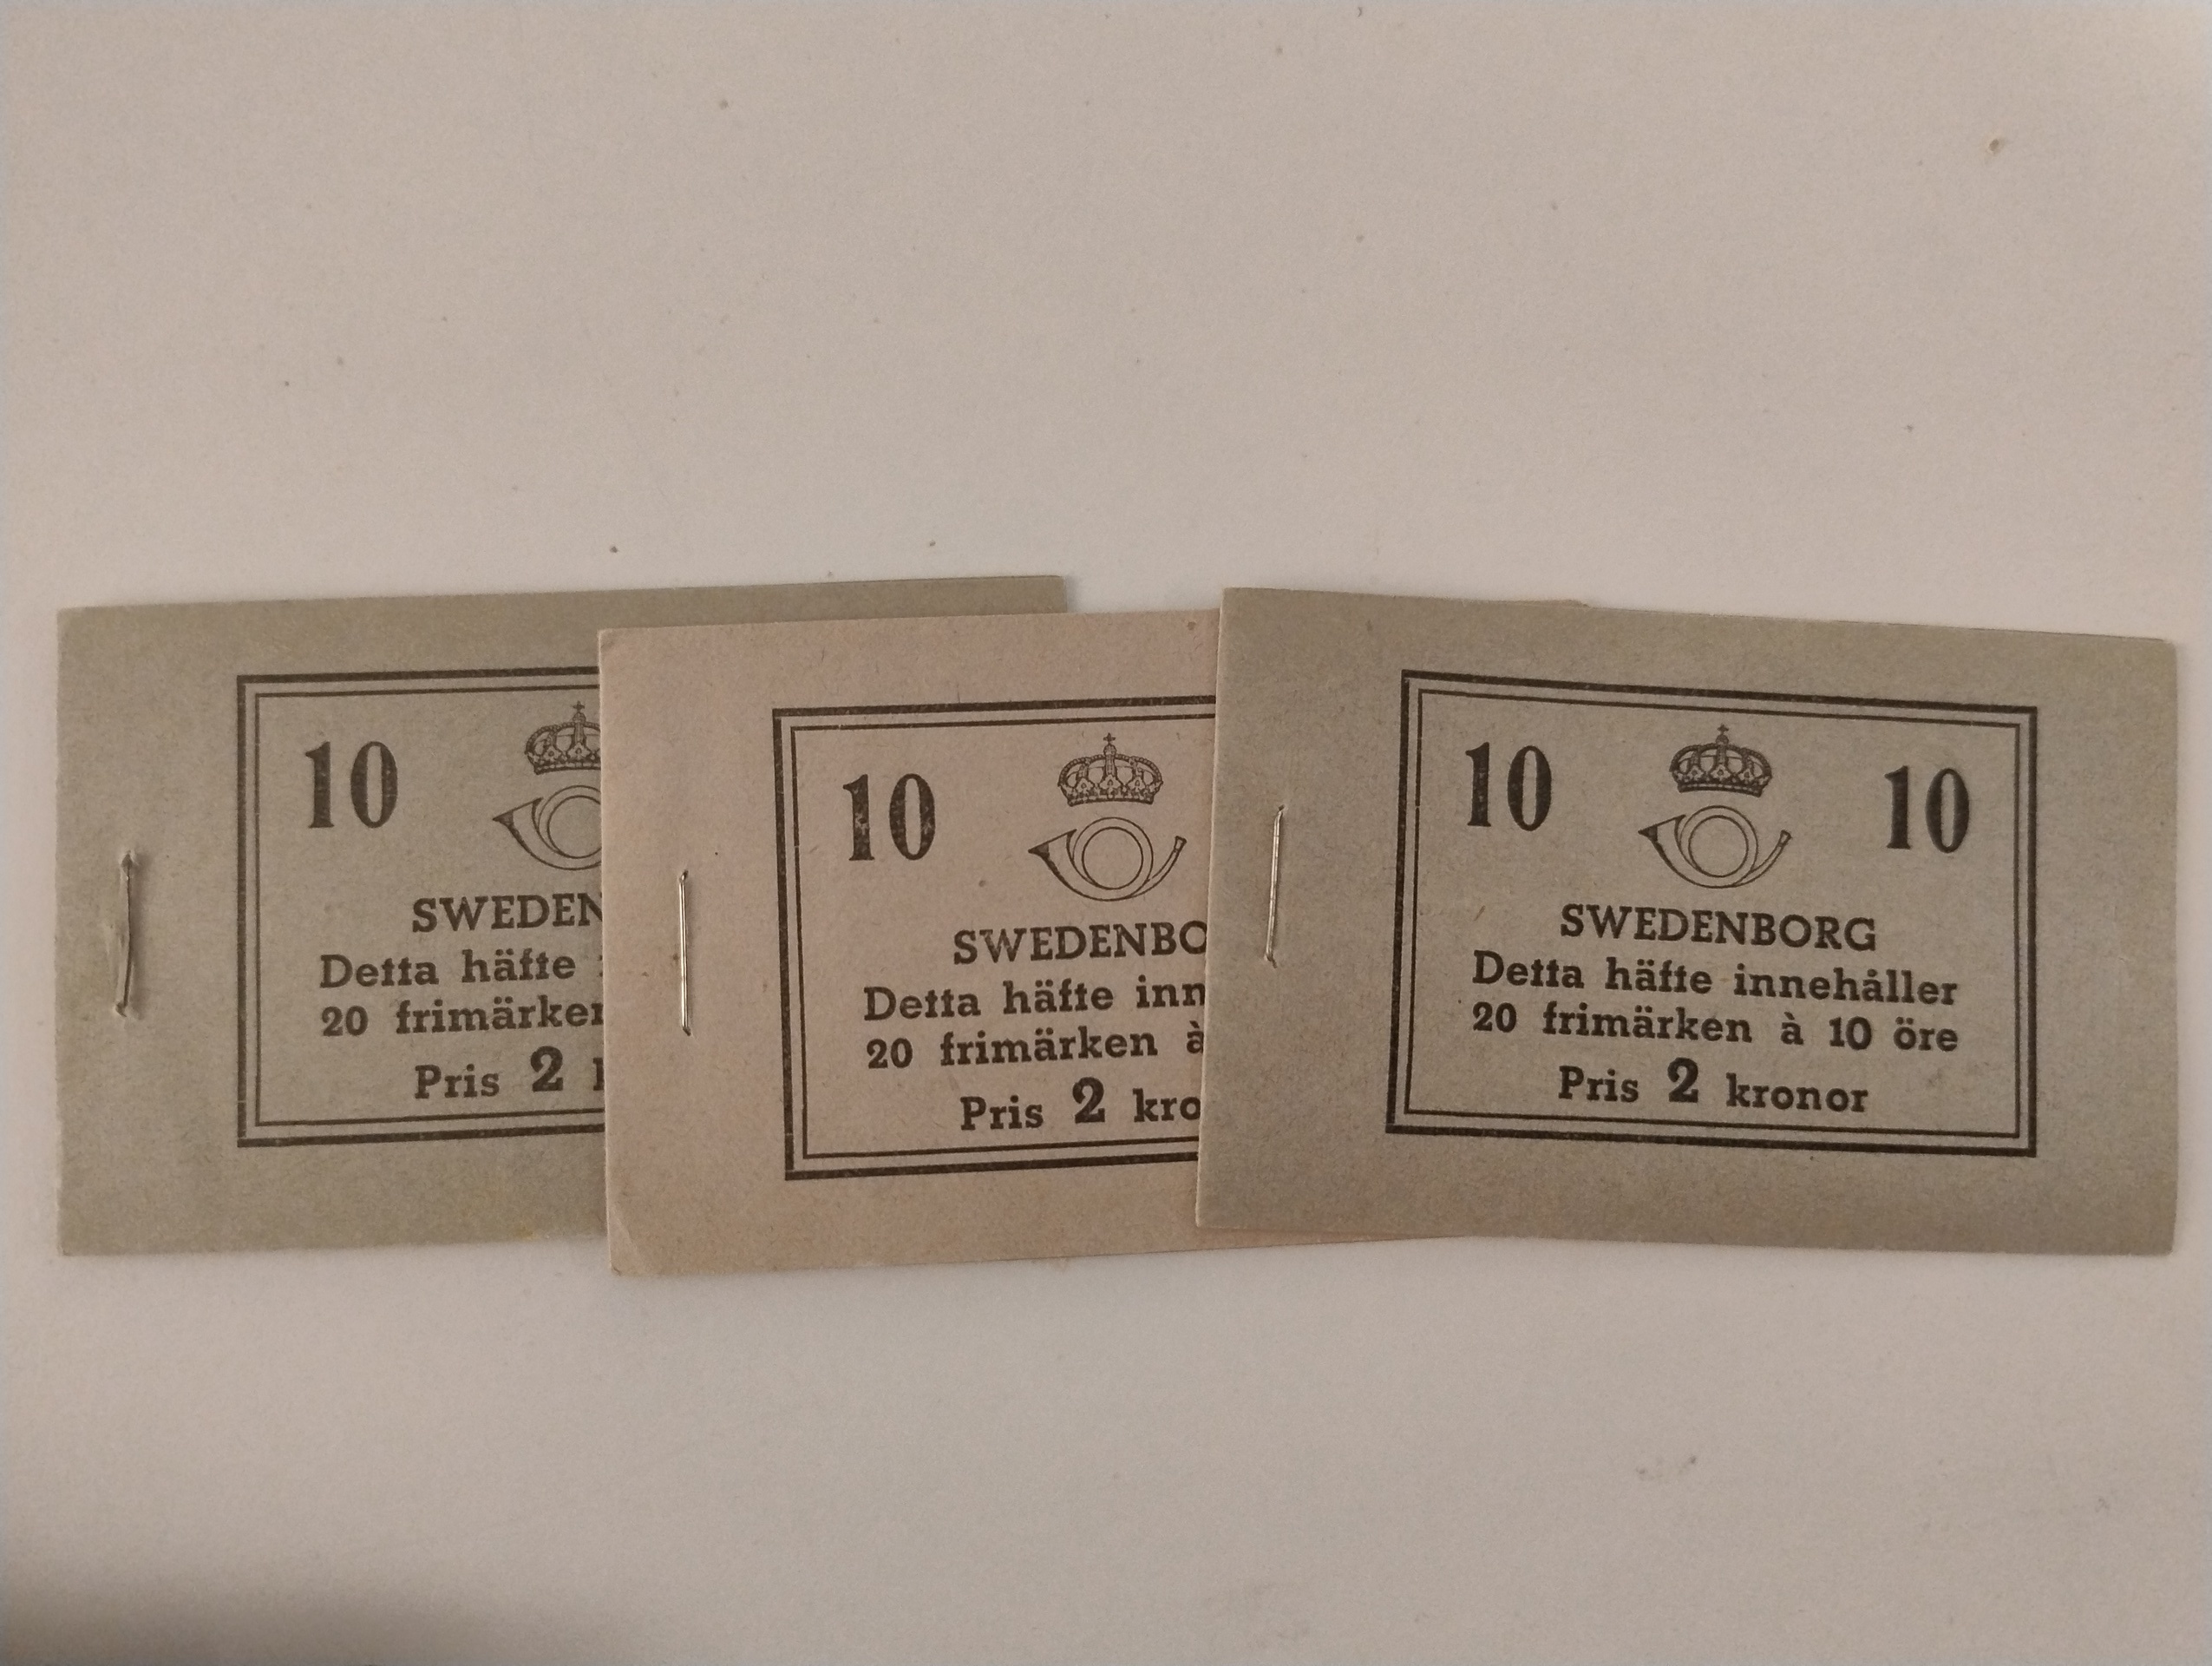 10
SWEDEN
Detta häfte
20 frimärken
Pris 2
10
SWEDENBO
Detta häfte inn
20 frimärken à
Pris 2 kro
10 10
SWEDENBORG
Detta häfte innehåller
20 frimärken à 10 öre
Pris 2 kronor